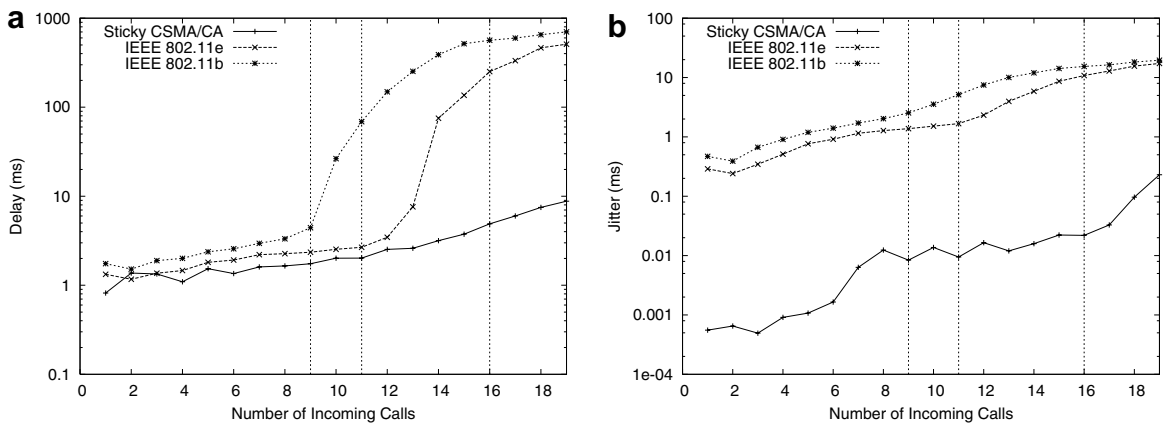 a
Sticky CSMA/CA
IEEE 802.11e
IEEE 802.11b
1000
100
10
1
0.1
Delay (ms)
0 2 4 6 8 10 12 14 16 18
Number of Incoming Calls
b
Sticky CSMA/CA
IEEE 802.11e
IEEE 802.11b
100
10
1
0.1
0.010
0.001
1e-04
Jitter (ms)
0 2 4 6 8 10 12 14 16 18
Number of Incoming Calls